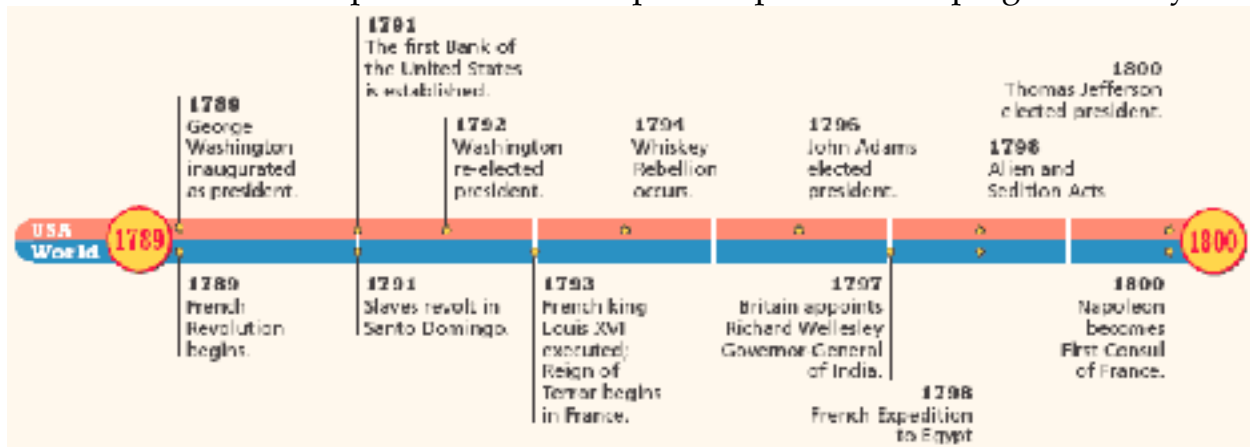 1791
The first Bank of
the United States
is established.
1789
George
Washington
inaugurated
as president.
1792
Washington
re-elected
president.
1794
Whiskey
Rebellion
occurs.
1796
John Adams
elected
president.
1800
Thomas Jefferson
elected president.
1798
Alien and
Sedition Acts
USA
World
1789
1800
1789
French
Revolution
begins.
1791
Slaves revolt in
Santo Domingo.
1793
French king
Louis XVI
executed;
Reign of
Terror begins
in France.
1797
Britain appoints
Richard Wellesley
Governor-General
of India.
1798
French Expedition
to Egypt
1800
Napoleon
becomes
First Consul
of France.